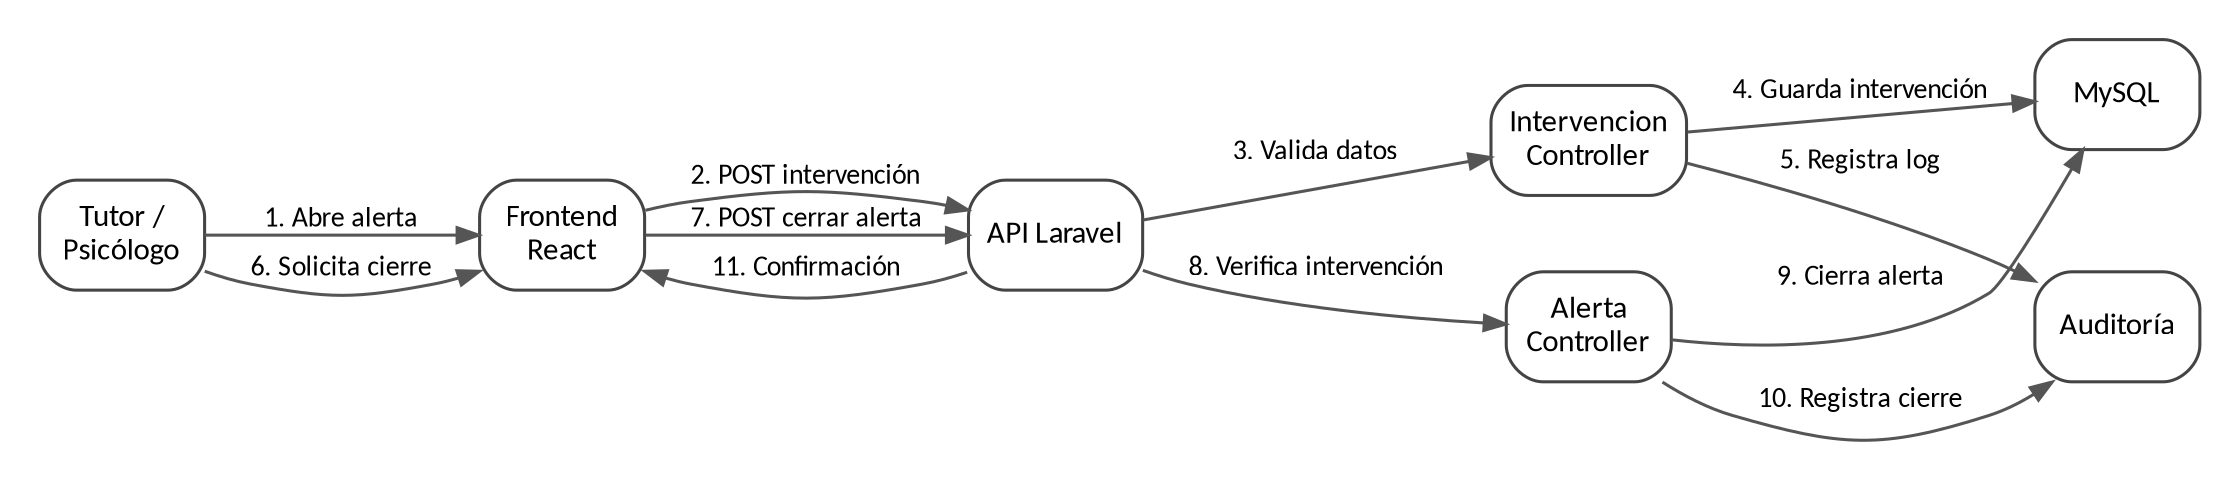 Tutor /
Psicólogo
1. Abre alerta
6. Solicita cierre
Frontend
React
2. POST intervención
7. POST cerrar alerta
11. Confirmación
API Laravel
3. Valida datos
8. Verifica intervención
Intervencion
Controller
Alerta
Controller
4. Guarda intervención
5. Registra log
9. Cierra alerta
10. Registra cierre
MySQL
Auditoría